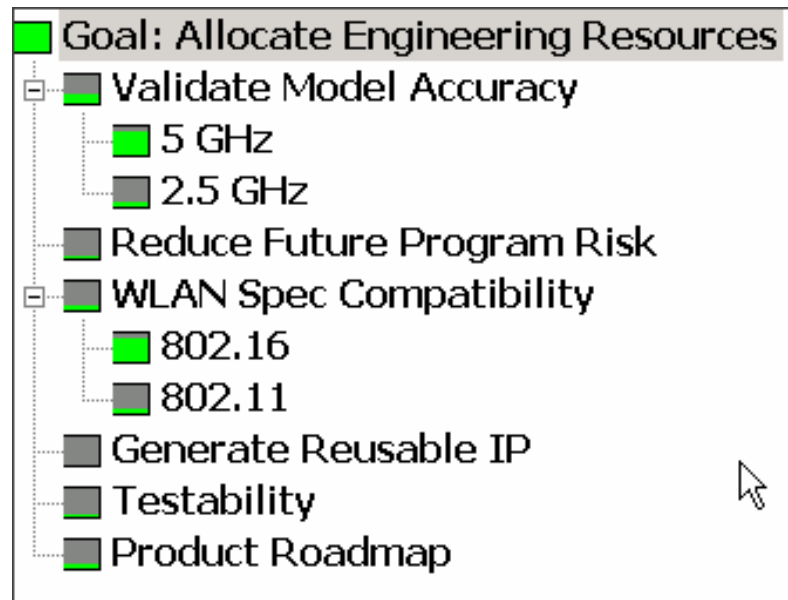 Goal: Allocate Engineering Resources
Validate Model Accuracy
5 GHz
2.5 GHz
Reduce Future Program Risk
WLAN Spec Compatibility
802.16
802.11
Generate Reusable IP
Testability
Product Roadmap